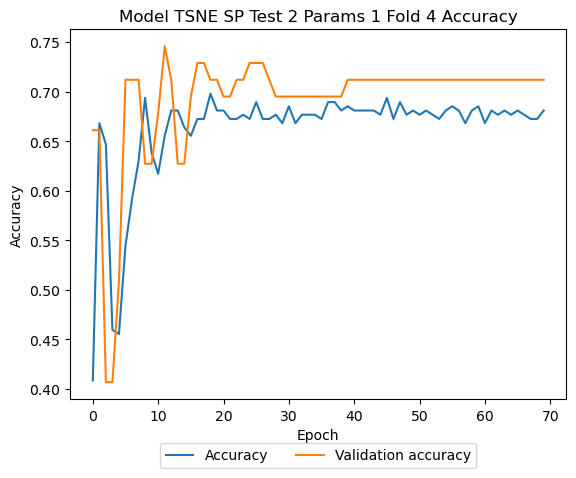 Model TSNE SP Test 2 Params 1 Fold 4 Accuracy
Accuracy
0.75
0.70
0.65
0.60
0.55
0.50
0.45
0.40
0 10 20 30 40 50 60 70
Epoch
Accuracy Validation accuracy